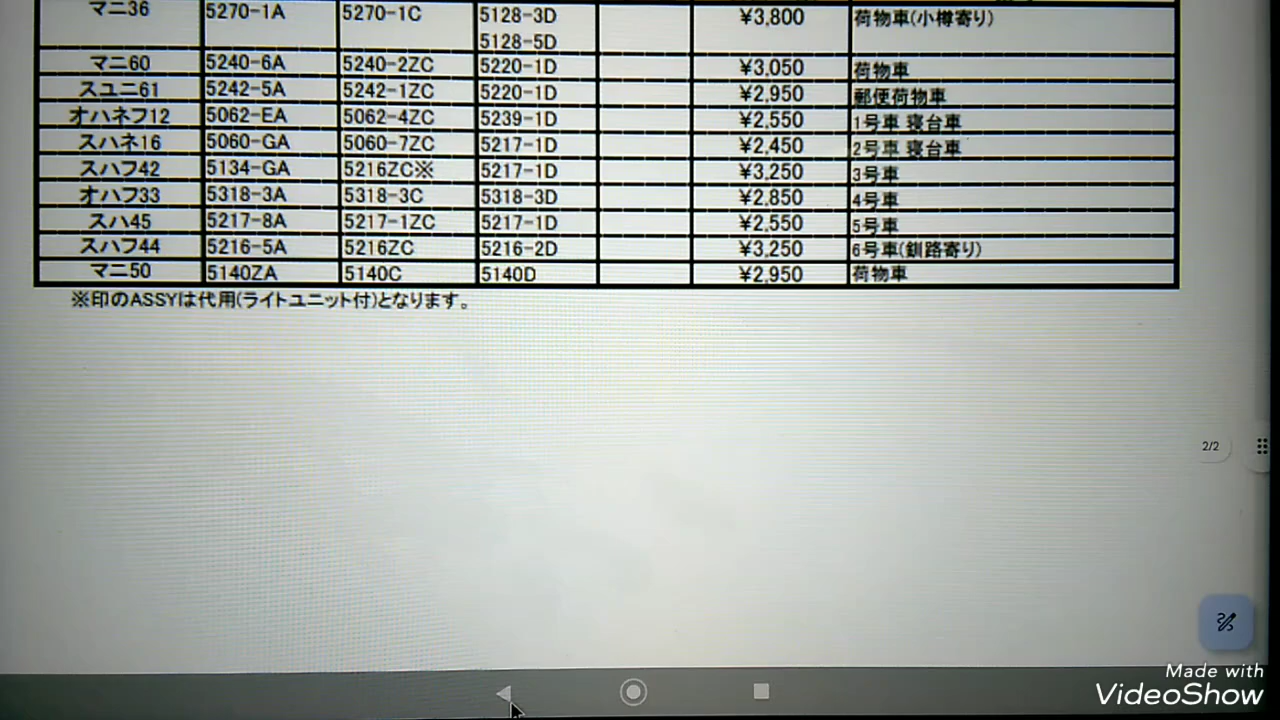 マニ36 5270-1A 5270-1C 5128-3D ¥3,800 荷物車(小樽寄り)
5128-5D
マニ60 5240-6A 5240-2ZC 5220-1D ¥3,050 荷物車
スユニ61 5242-5A 5242-1ZC 5220-1D ¥2,950 郵便荷物車
オハネフ12 5062-EA 5062-4ZC 5239-1D ¥2,550 1号車 寝台車
スハネ16 5060-GA 5060-7ZC 5217-1D ¥2,450 2号車 寝台車
スハフ42 5134-GA 5216ZC※ 5217-1D ¥3,250 3号車
オハフ33 5318-3A 5318-3C 5318-3D ¥2,850 4号車
スハ45 5217-8A 5217-1ZC 5217-1D ¥2,550 5号車
スハフ44 5216-5A 5216ZC 5216-2D ¥3,250 6号車(釧路寄り)
マニ50 5140ZA 5140C 5140D ¥2,950 荷物車
※印のASSYは代用(ライトユニット付)となります。
2/2
Made with
VideoShow